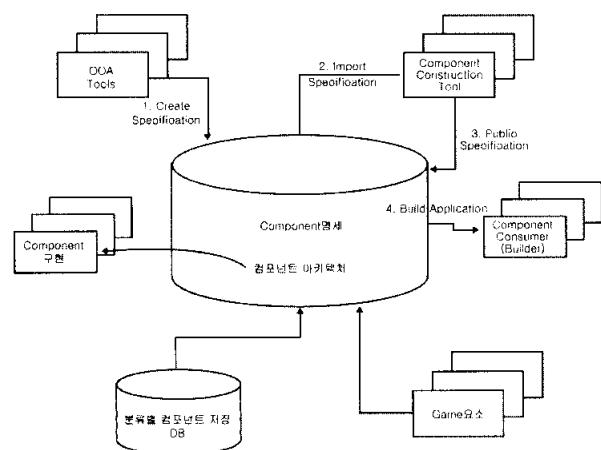 OOA
Tools
1. Create
Specification
2. Import
Specification
Component
Construction
Tool
3. Public
Specification
Component명세
4. Build Application
Component
Consumer
(Builder)
Component
구현
컴포넌트 아키텍처
분류별 컴포넌트 저장
DB
Game요소